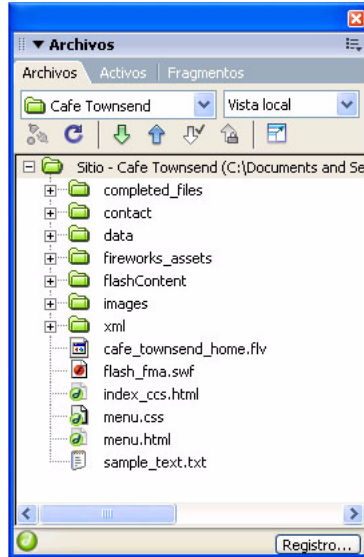 Archivos
Archivos Activos Fragmentos
Cafe Townsend Vista local
Sitio - Cafe Townsend (C:\Documents and Se
completed_files
contact
data
fireworks_assets
flashContent
images
xml
cafe_townsend_home.flv
flash_fma.swf
index_ccs.html
menu.css
menu.html
sample_text.txt
Registro...